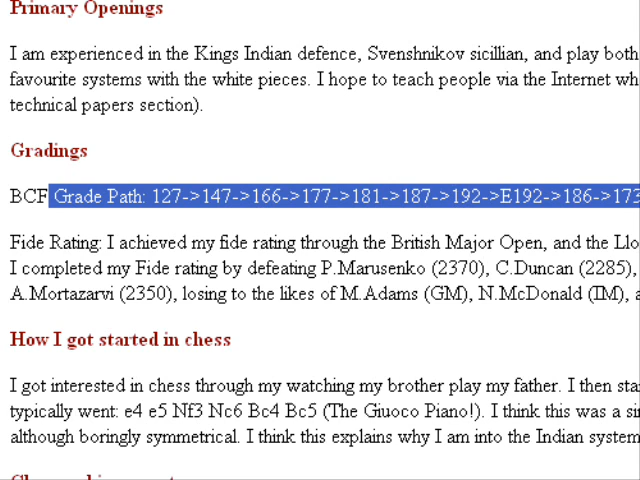 Primary Openings
I am experienced in the Kings Indian defence, Svenshnikov sicillian, and play both
favourite systems with the white pieces. I hope to teach people via the Internet wh
technical papers section).
Gradings
BCF Grade Path: 127->147->166->177->181->187->192->E192->186->173
Fide Rating: I achieved my fide rating through the British Major Open, and the Llo
I completed my Fide rating by defeating P.Marusenko (2370), C.Duncan (2285),
A.Mortazarvi (2350), losing to the likes of M.Adams (GM), N.McDonald (IM), a
How I got started in chess
I got interested in chess through my watching my brother play my father. I then sta
typically went: e4 e5 Nf3 Nc6 Bc4 Bc5 (The Giuoco Piano!). I think this was a si
although boringly symmetrical. I think this explains why I am into the Indian system